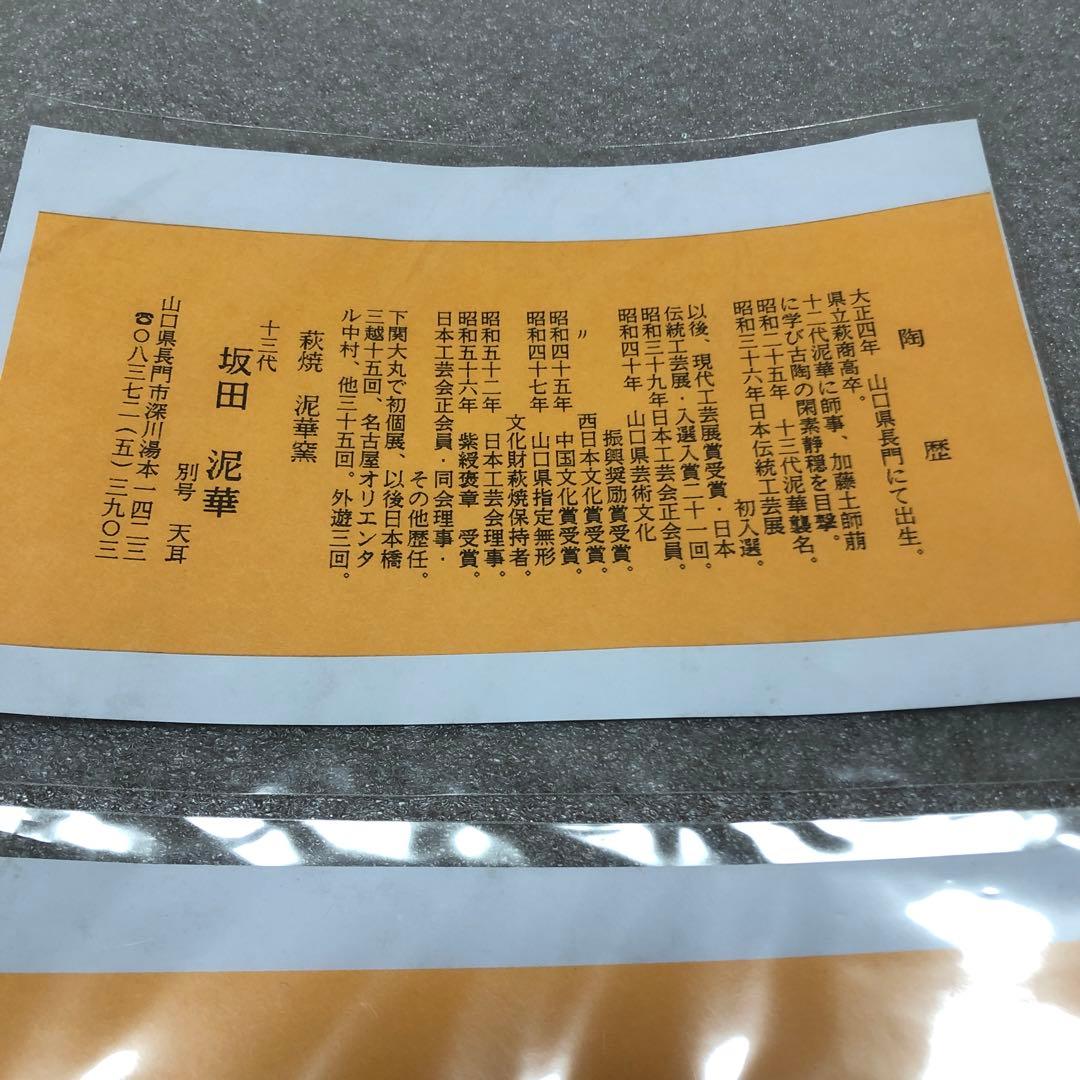 陶歴
大正四年 山口県長門にて出生。
県立萩商高卒。
十二代泥華に師事、加藤土師萠
に学び古陶の閑素静穏を目撃。
昭和二十五年 十三代泥華襲名。
昭和三十六年日本伝統工芸展
初入選。
以後、現代工芸展賞受賞・日本
伝統工芸展・入選入賞二十一回。
昭和三十九年日本工芸会正会員。
昭和四十年 山口県芸術文化
振興奨励賞受賞。
〃 西日本文化賞受賞。
昭和四十五年 中国文化賞受賞。
昭和四十七年 山口県指定無形
文化財萩焼保持者。
昭和五十二年 日本工芸会理事。
昭和五十六年 紫綬褒章 受賞。
日本工芸会正会員・同会理事・
その他歴任。
下関大丸で初個展、以後日本橋
三越十五回、名古屋オリエンタ
ル中村、他三十五回。外遊三回。
萩焼 泥華窯
十三代
坂田 泥華
別号 天耳
山口県長門市深川湯本一四二三
☎〇八三七二(五)三九〇三